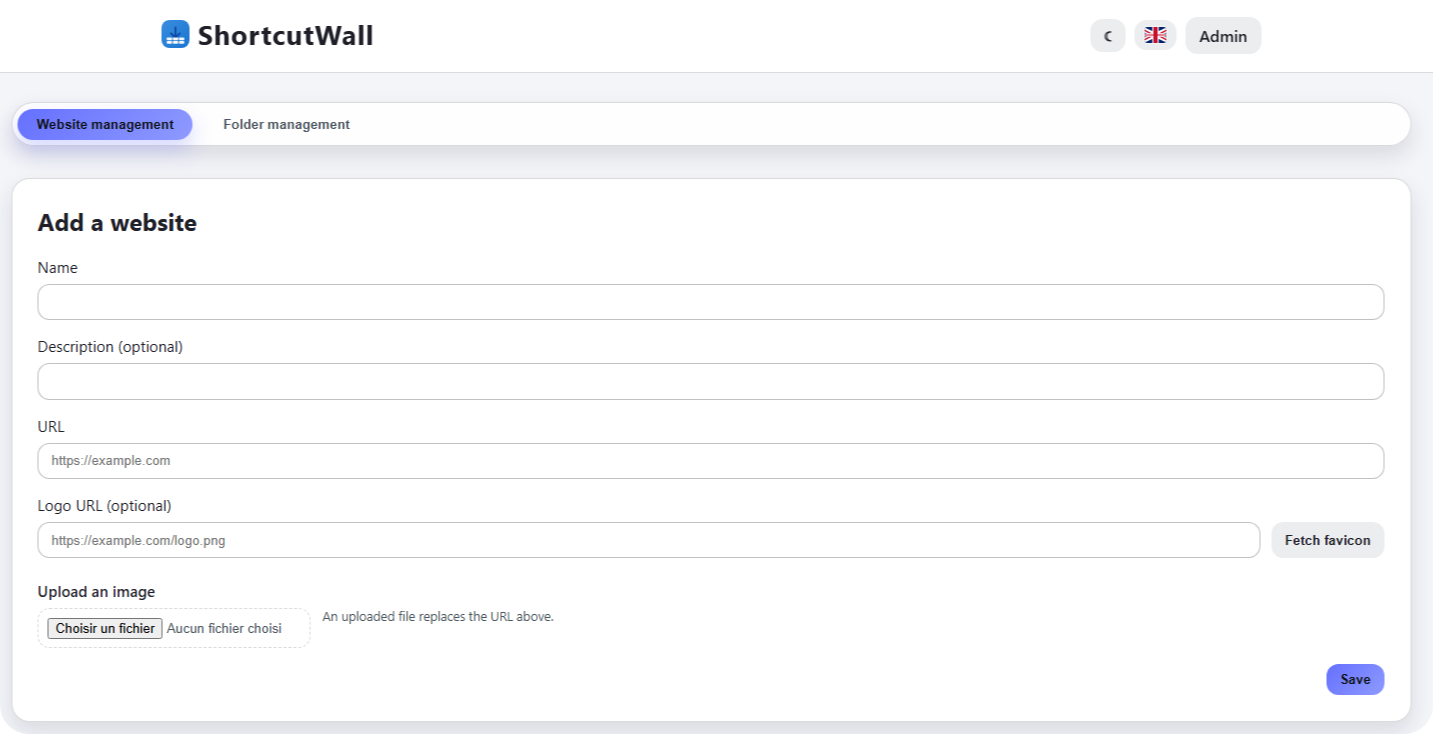 ShortcutWall
Admin
Website management
Folder management
Add a website
Name
Description (optional)
URL
https://example.com
Logo URL (optional)
https://example.com/logo.png
Fetch favicon
Upload an image
Choisir un fichier Aucun fichier choisi
An uploaded file replaces the URL above.
Save